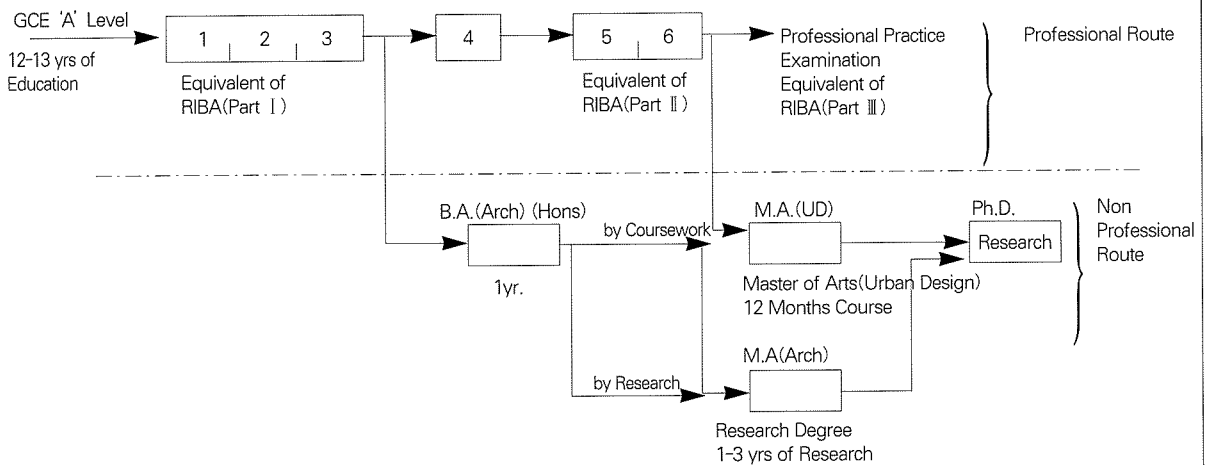 GCE ‘A’ Level
12-13 yrs of
Education
1 2 3
Equivalent of
RIBA(Part Ⅰ)
4
5 6
Equivalent of
RIBA(Part Ⅱ)
Professional Practice
Examination
Equivalent of
RIBA(Part Ⅲ)
Professional Route
B.A.(Arch) (Hons)
1yr.
by Coursework
by Research
M.A.(UD)
Master of Arts(Urban Design)
12 Months Course
M.A(Arch)
Research Degree
1-3 yrs of Research
Ph.D.
Research
Non
Professional
Route